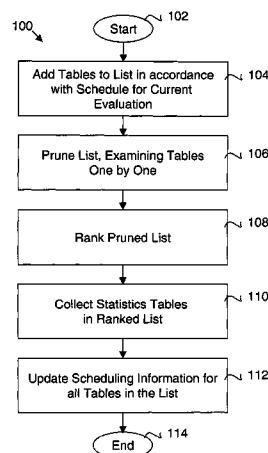 100
Start
102
Add Tables to List in accordance
with Schedule for Current
Evaluation
104
Prune List, Examining Tables
One by One
106
Rank Pruned List
108
Collect Statistics Tables
in Ranked List
110
Update Scheduling Information for
all Tables in the List
112
End
114